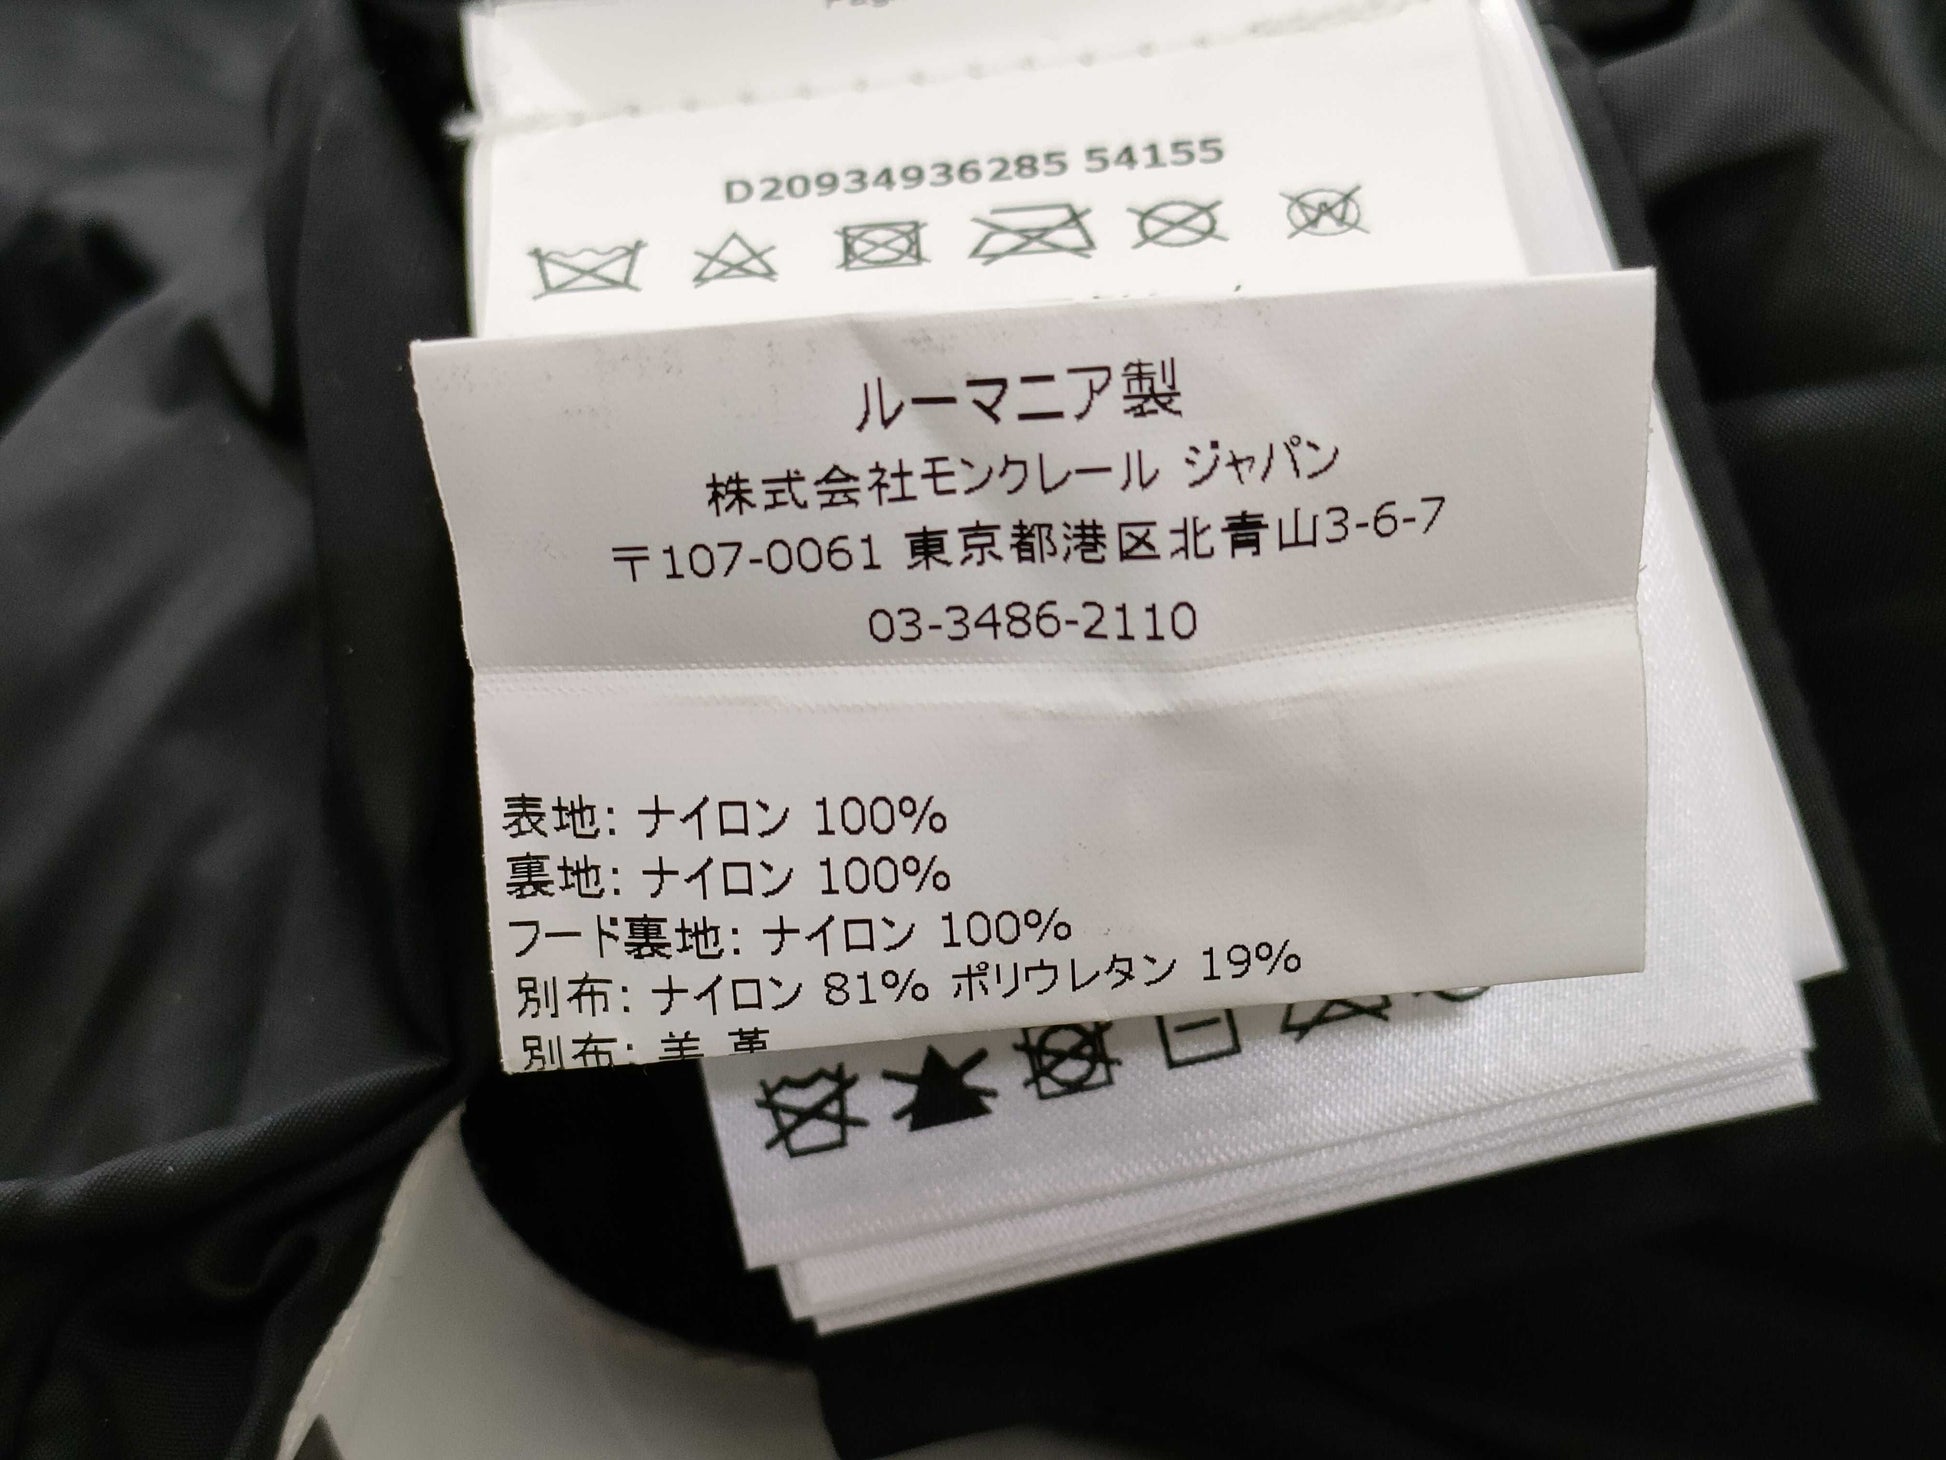 D20934936285 54155
ルーマニア製
株式会社モンクレール ジャパン
〒107-0061 東京都港区北青山3-6-7
03-3486-2110
表地: ナイロン 100%
裏地: ナイロン 100%
フード裏地: ナイロン 100%
別布: ナイロン 81% ポリウレタン 19%
別布: 羊 革